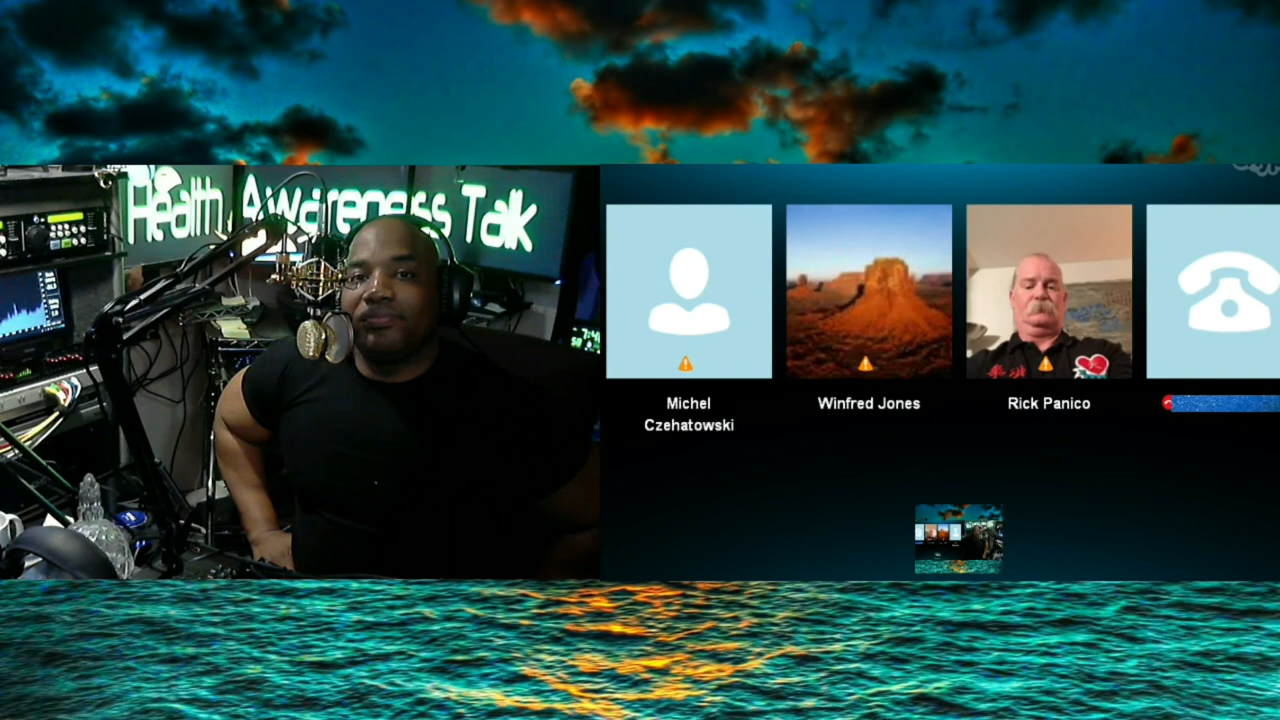 Health Awareness Talk
Michel
Czehatowski
Winfred Jones
Rick Panico